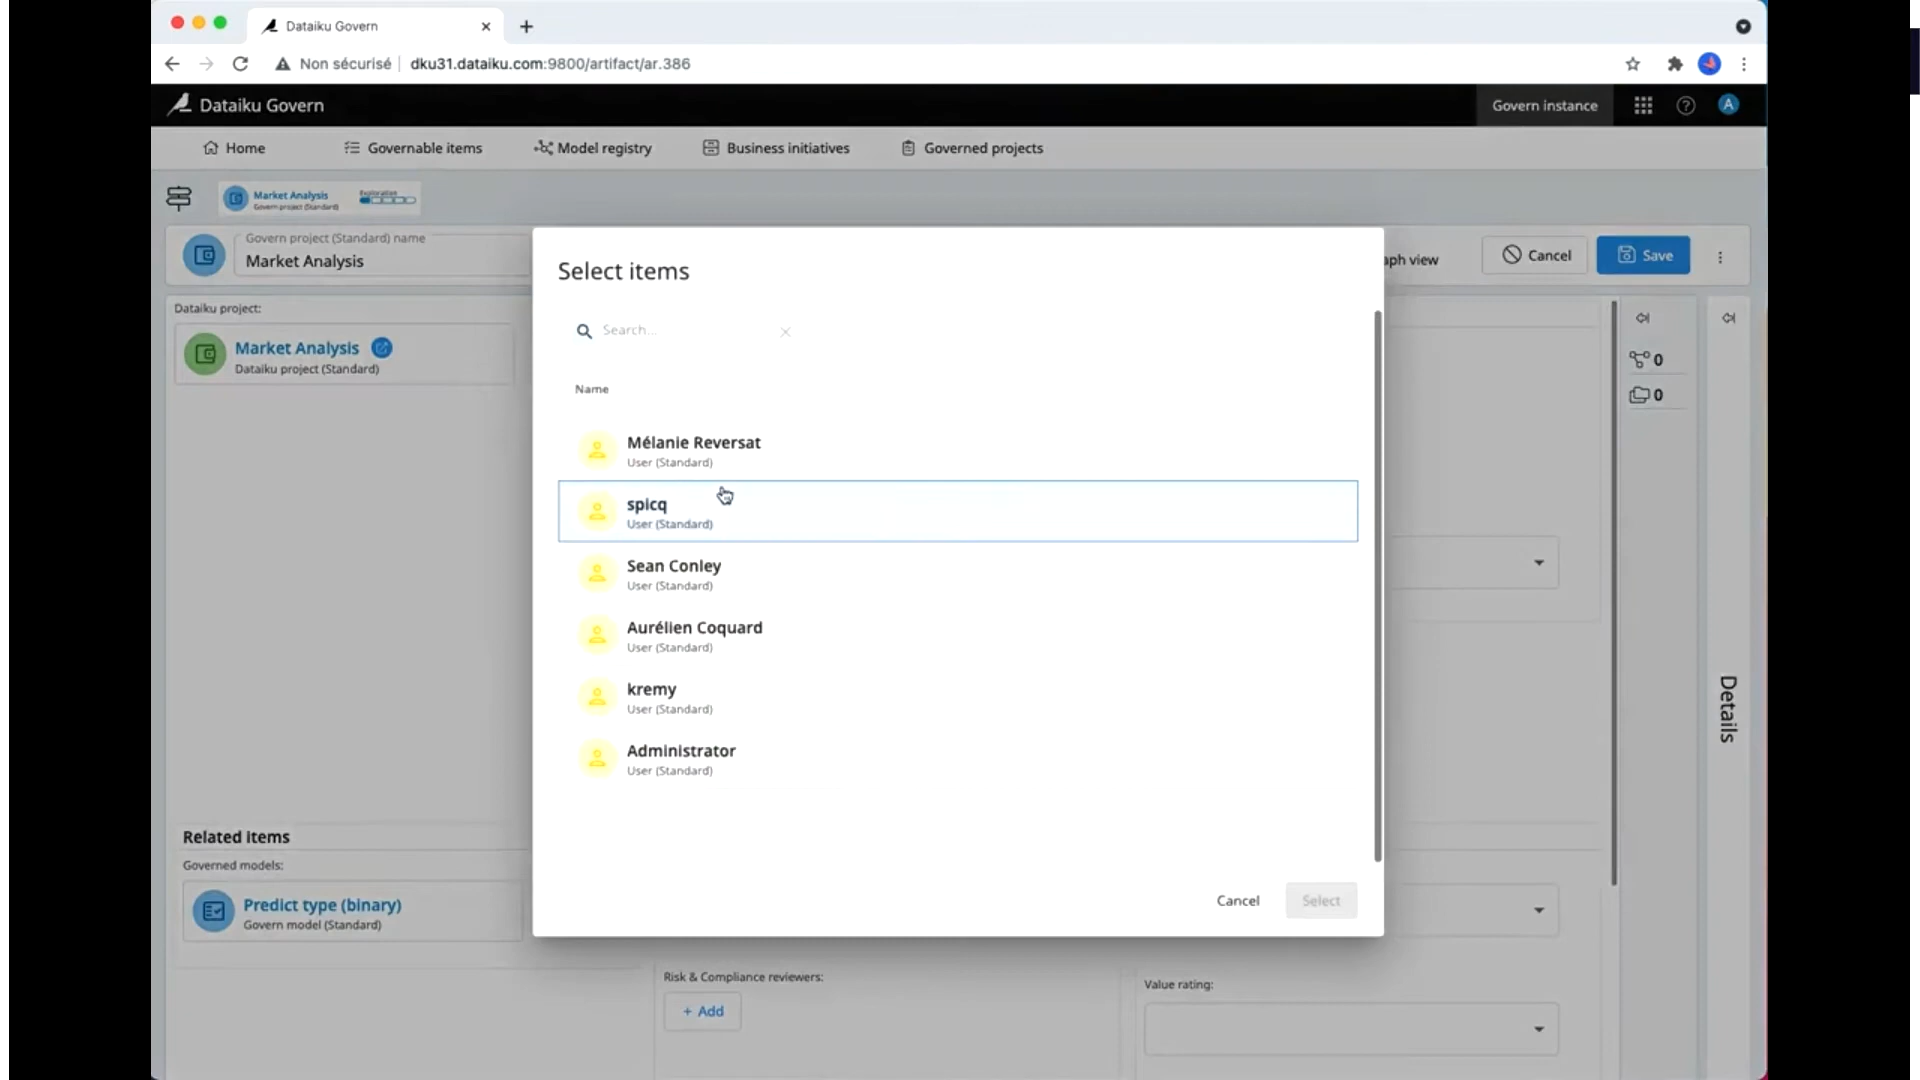 Dataiku Govern
Non sécurisé
dku31.dataiku.com:9800/artifact/ar.386
Dataiku Govern
Govern instance
A
Home
Governable items
Model registry
Business initiatives
Governed projects
Market Analysis
Govern project (Standard)
Exploration
Govern project (Standard) name
Market Analysis
aph view
Cancel
Save
Dataiku project:
Market Analysis
Dataiku project (Standard)
0
0
Details
Select items
Search...
Name
Mélanie Reversat
User (Standard)
spicq
User (Standard)
Sean Conley
User (Standard)
Aurélien Coquard
User (Standard)
kremy
User (Standard)
Administrator
User (Standard)
Cancel
Select
Related items
Governed models:
Predict type (binary)
Govern model (Standard)
Risk & Compliance reviewers:
+ Add
Value rating: